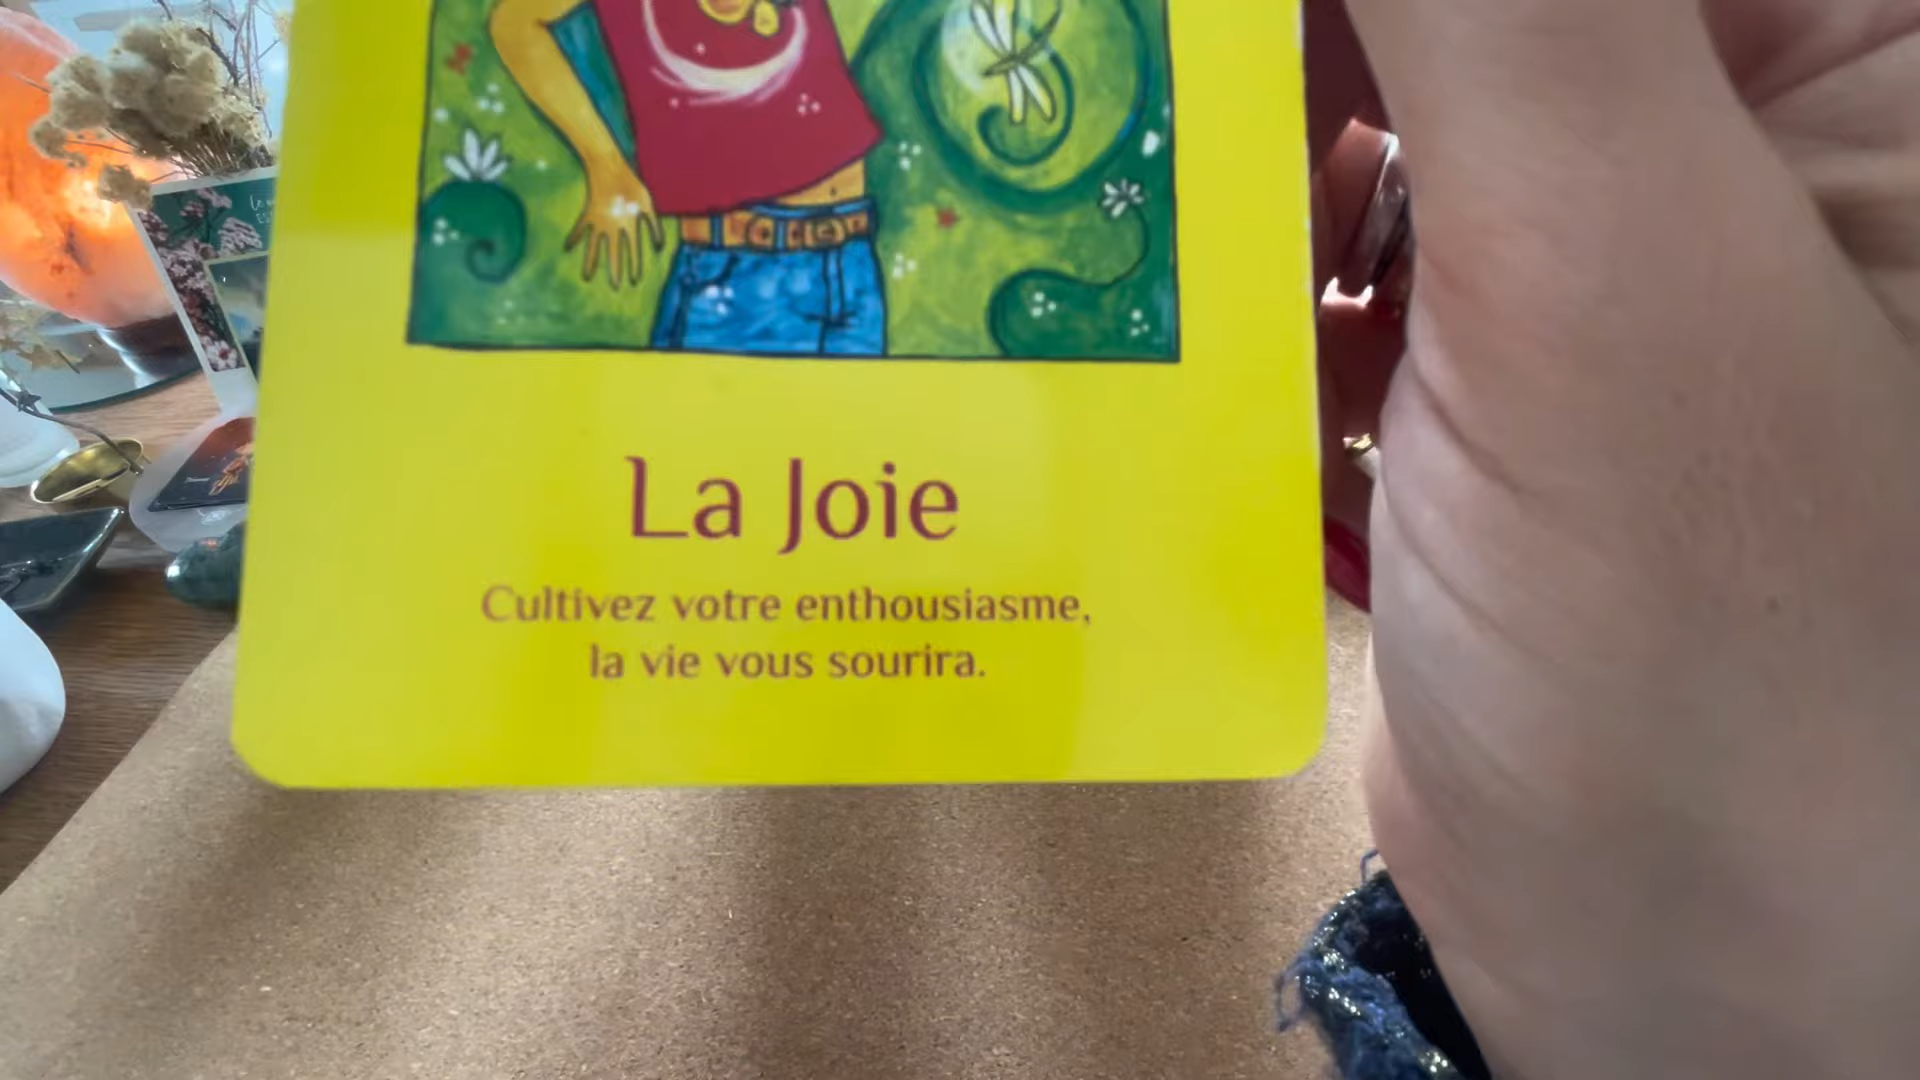 La Joie
Cultivez votre enthousiasme,
la vie vous sourira.